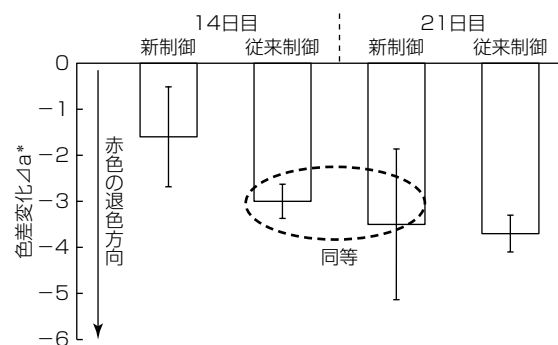 14日目 21日目
新制御 従来制御 新制御 従来制御
0
−1
−2
−3
−4
−5
−6
色差変化⊿a*
赤色の退色方向
同等